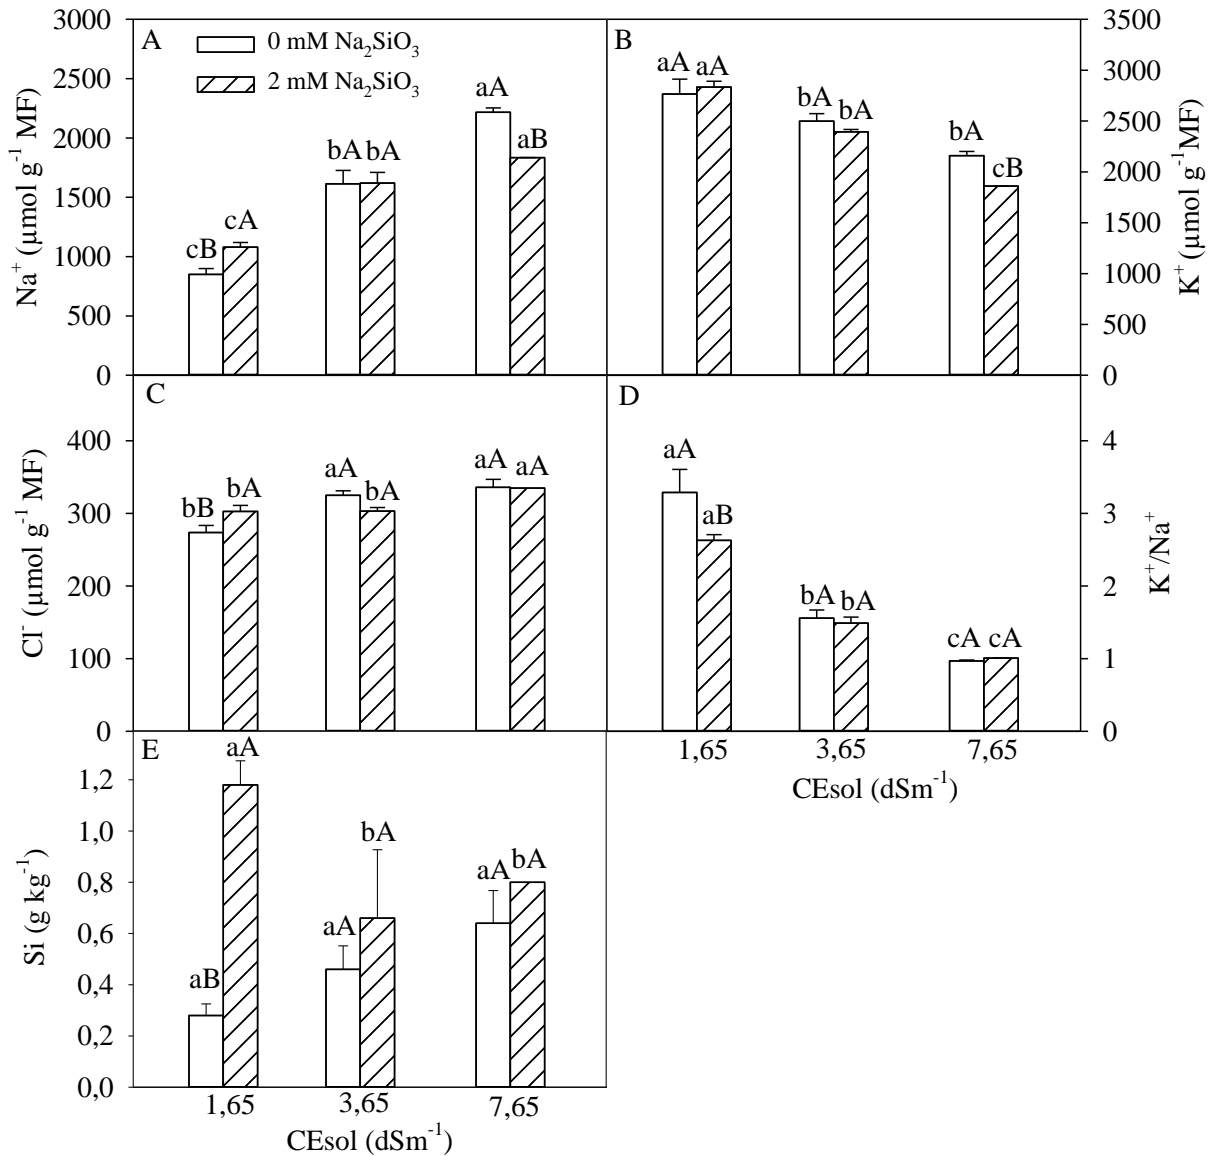 A
0 mM Na₂SiO₃
2 mM Na₂SiO₃
Na⁺ (µmol g⁻¹ MF)
3000
2500
2000
1500
1000
500
0
cB
cA
bA
bA
aA
aB
B
K⁺ (µmol g⁻¹MF)
3500
3000
2500
2000
1500
1000
500
0
aA
aA
bA
bA
bA
cB
C
Cl⁻ (µmol g⁻¹ MF)
400
300
200
100
0
bB
bA
aA
bA
aA
aA
D
K⁺/Na⁺
4
3
2
1
0
aA
aB
bA
bA
cA
cA
1,65
3,65
7,65
CEsol (dSm⁻¹)
E
Si (g kg⁻¹)
1,2
1,0
0,8
0,6
0,4
0,2
0,0
aB
aA
aA
bA
aA
bA
1,65
3,65
7,65
CEsol (dSm⁻¹)